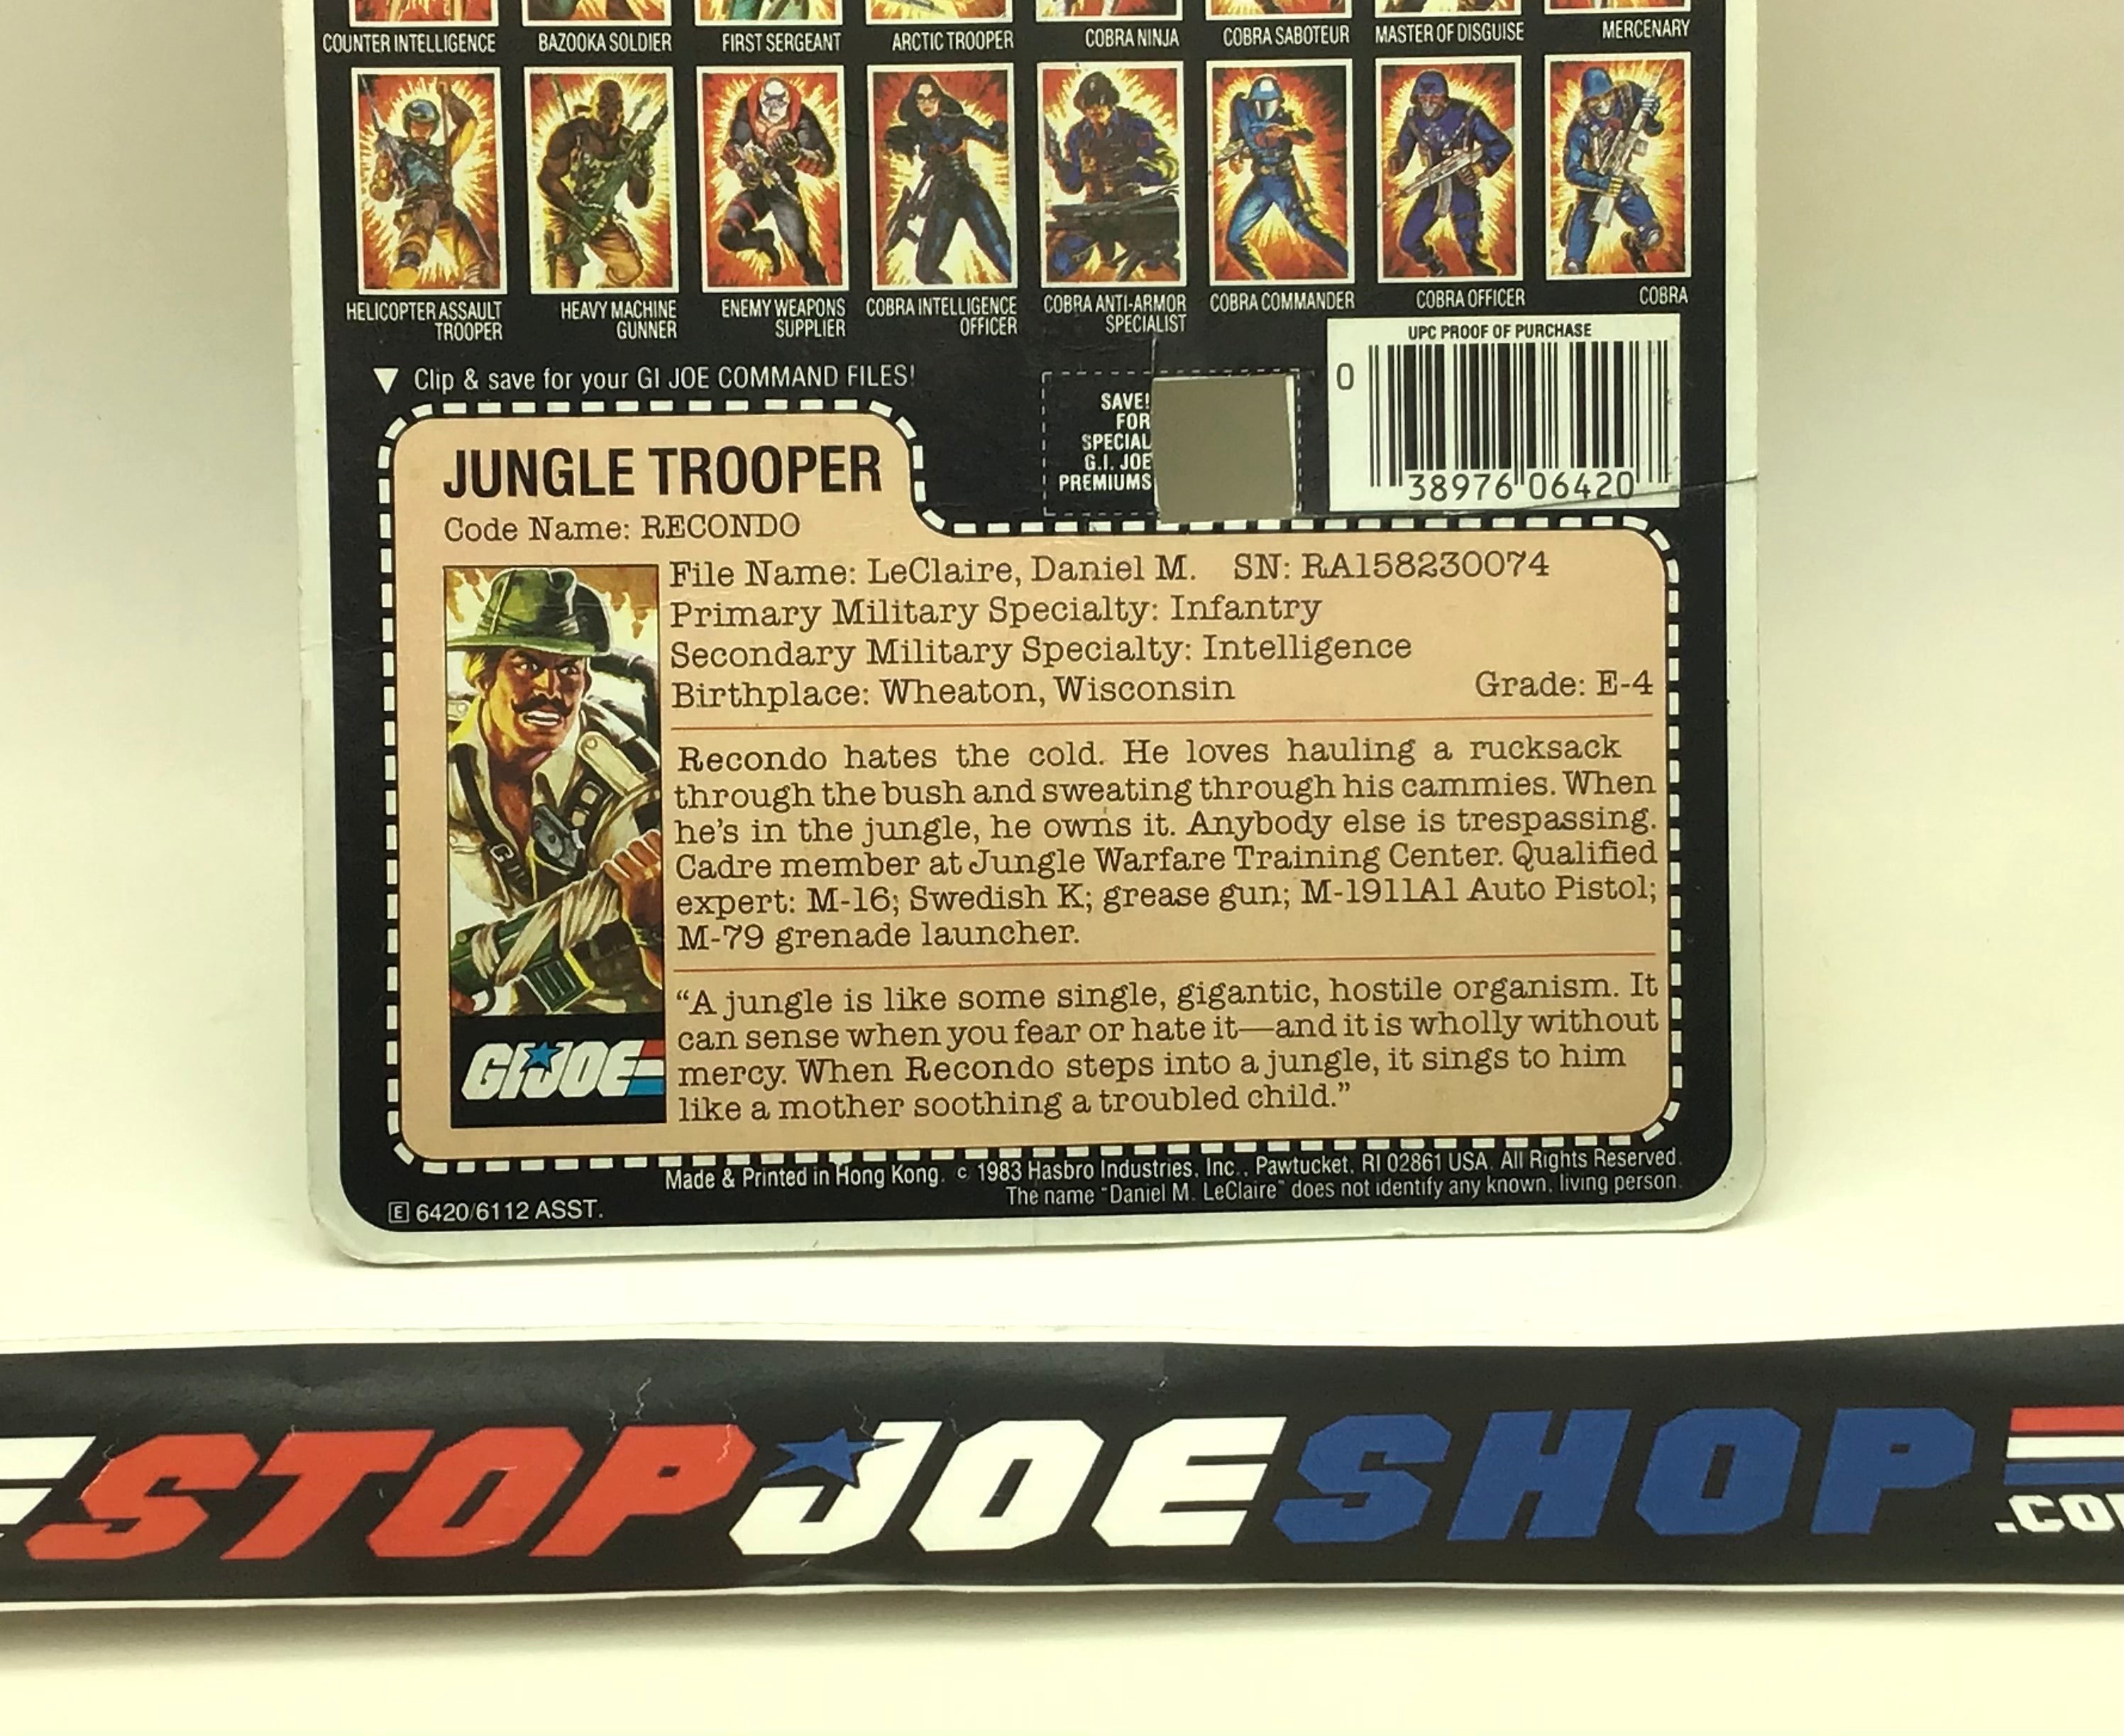 COUNTER INTELLIGENCE
BAZOOKA SOLDIER
FIRST SERGEANT
ARCTIC TROOPER
COBRA NINJA
COBRA SABOTEUR
MASTER OF DISGUISE
MERCENARY
HELICOPTER ASSAULT
TROOPER
HEAVY MACHINE
GUNNER
ENEMY WEAPONS
SUPPLIER
COBRA INTELLIGENCE
OFFICER
COBRA ANTI-ARMOR
SPECIALIST
COBRA COMMANDER
COBRA OFFICER
COBRA
▼ Clip & save for your GI JOE COMMAND FILES!
SAVE!
FOR
SPECIAL
G.I. JOE
PREMIUMS
UPC PROOF OF PURCHASE
0 38976 06420
JUNGLE TROOPER
Code Name: RECONDO
File Name: LeClaire, Daniel M. SN: RA158230074
Primary Military Specialty: Infantry
Secondary Military Specialty: Intelligence
Birthplace: Wheaton, Wisconsin Grade: E-4
Recondo hates the cold. He loves hauling a rucksack
through the bush and sweating through his cammies. When
he's in the jungle, he owns it. Anybody else is trespassing.
Cadre member at Jungle Warfare Training Center. Qualified
expert: M-16; Swedish K; grease gun; M-1911A1 Auto Pistol;
M-79 grenade launcher.
“A jungle is like some single, gigantic, hostile organism. It
can sense when you fear or hate it—and it is wholly without
mercy. When Recondo steps into a jungle, it sings to him
like a mother soothing a troubled child.”
GI JOE
Made & Printed in Hong Kong. c 1983 Hasbro Industries, Inc., Pawtucket, RI 02861 USA. All Rights Reserved.
The name "Daniel M. LeClaire" does not identify any known, living person.
E 6420/6112 ASST.
STOPJOESHOP
.CO